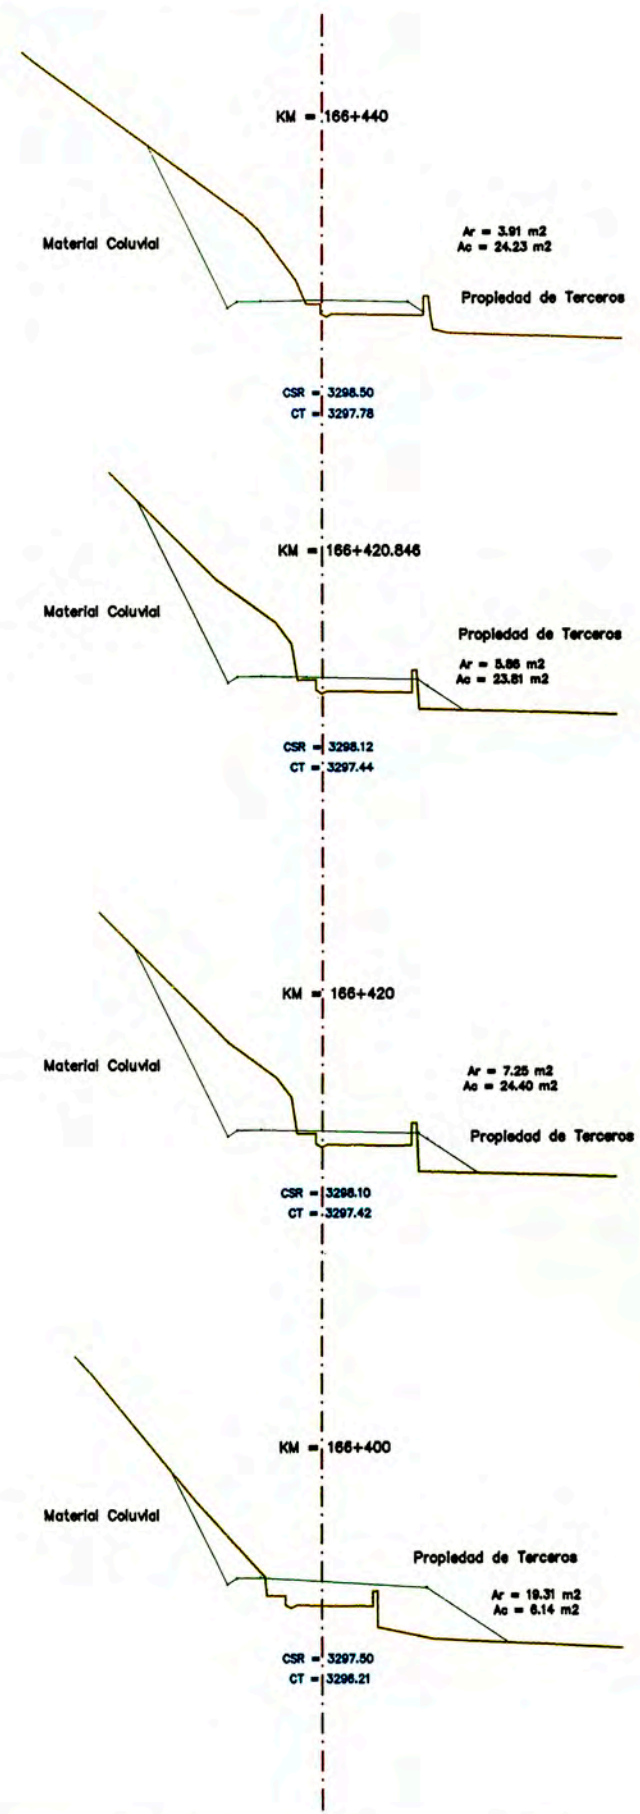 KM = 166+440
Ar = 3.91 m2
Material Coluvial
Ac = 24.23 m2
Propiedad de Terceros
CSR = 3298.50
CT = 3297.78
KM = 166+420.846
Material Coluvial
Propiedad de Terceros
Ar = 5.86 m2
Ac = 23.81 m2
CSR = 3298.12
CT = 3297.44
KM = 166+420
Material Coluvial
Ar = 7.25 m2
Ac = 24.40 m2
Propiedad de Terceros
CSR = 3298.10
CT = 3297.42
KM = 166+400
Material Coluvial
Propiedad de Terceros
Ar = 19.31 m2
Ac = 6.14 m2
CSR = 3297.50
CT = 3296.21